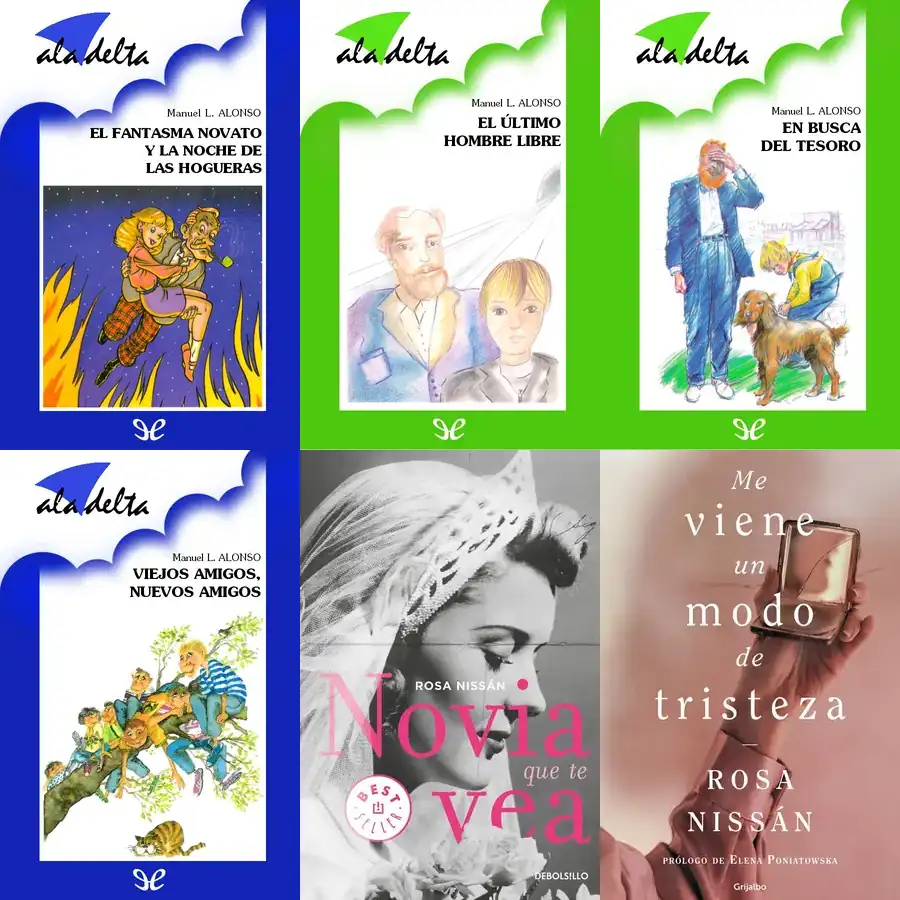 ala delta
Manuel L. ALONSO
EL FANTASMA NOVATO
Y LA NOCHE DE
LAS HOGUERAS
ala delta
Manuel L. ALONSO
EL ÚLTIMO
HOMBRE LIBRE
ala delta
Manuel L. ALONSO
EN BUSCA
DEL TESORO
ala delta
Manuel L. ALONSO
VIEJOS AMIGOS,
NUEVOS AMIGOS
ROSA NISSÁN
Novia
que te
vea
BEST
SELLER
DEBOLS!LLO
Me
viene
un
modo
de
tristeza
ROSA
NISSÁN
PRÓLOGO DE ELENA PONIATOWSKA
Grijalbo